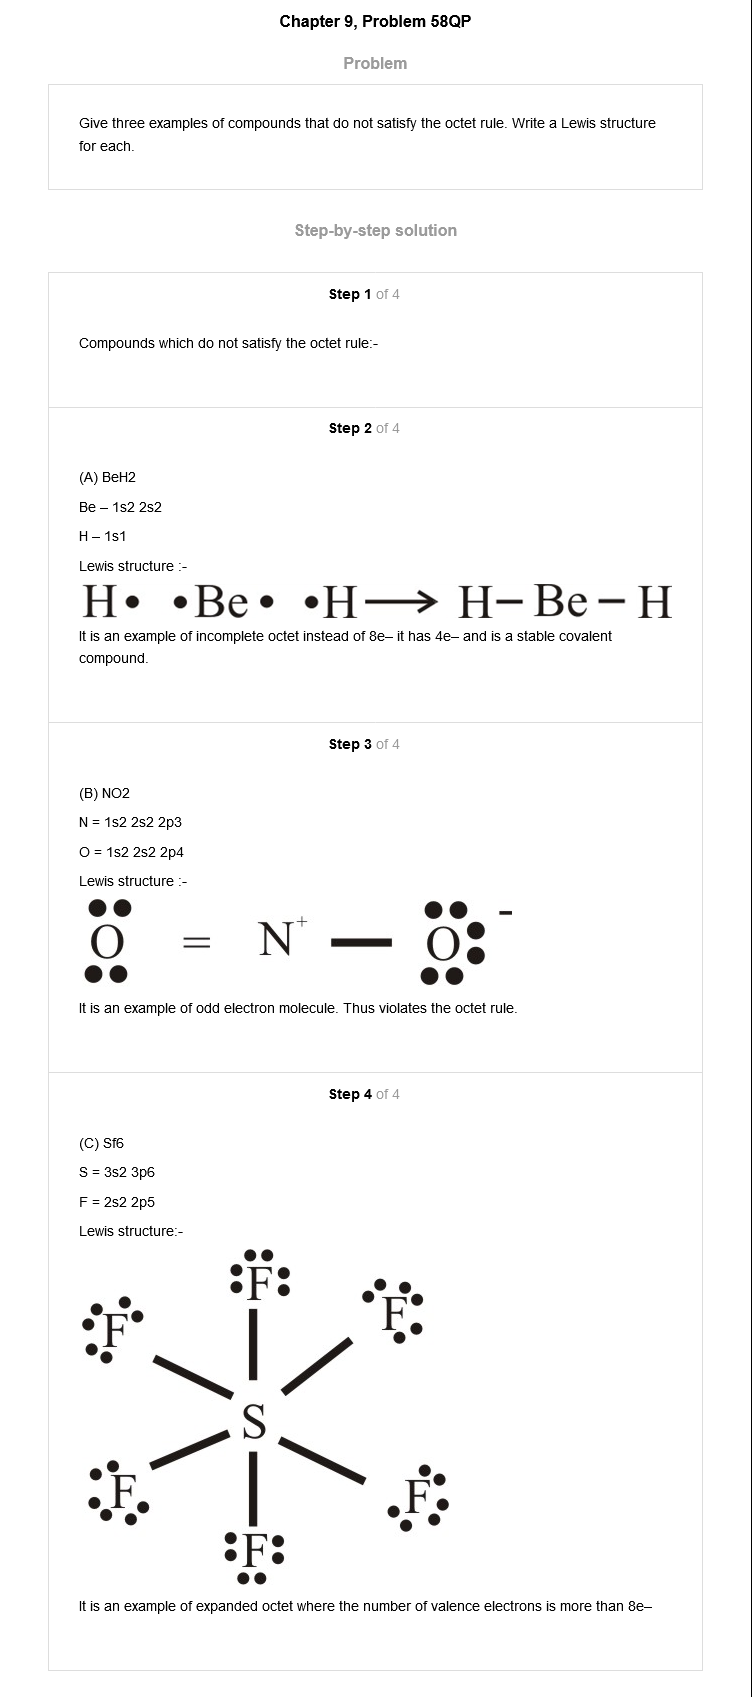 Chapter 9, Problem 58QP
Problem
Give three examples of compounds that do not satisfy the octet rule. Write a Lewis structure
for each.
Step-by-step solution
Step 1 of 4
Compounds which do not satisfy the octet rule:-
Step 2 of 4
(A) BeH2
Be – 1s2 2s2
H – 1s1
Lewis structure :-
H• •Be• •H⟶ H–Be–H
It is an example of incomplete octet instead of 8e– it has 4e– and is a stable covalent
compound.
Step 3 of 4
(B) NO2
N = 1s2 2s2 2p3
O = 1s2 2s2 2p4
Lewis structure :-
O = N+ — O -
It is an example of odd electron molecule. Thus violates the octet rule.
Step 4 of 4
(C) Sf6
S = 3s2 3p6
F = 2s2 2p5
Lewis structure:-
F
F
F
S
F
F
F
It is an example of expanded octet where the number of valence electrons is more than 8e–